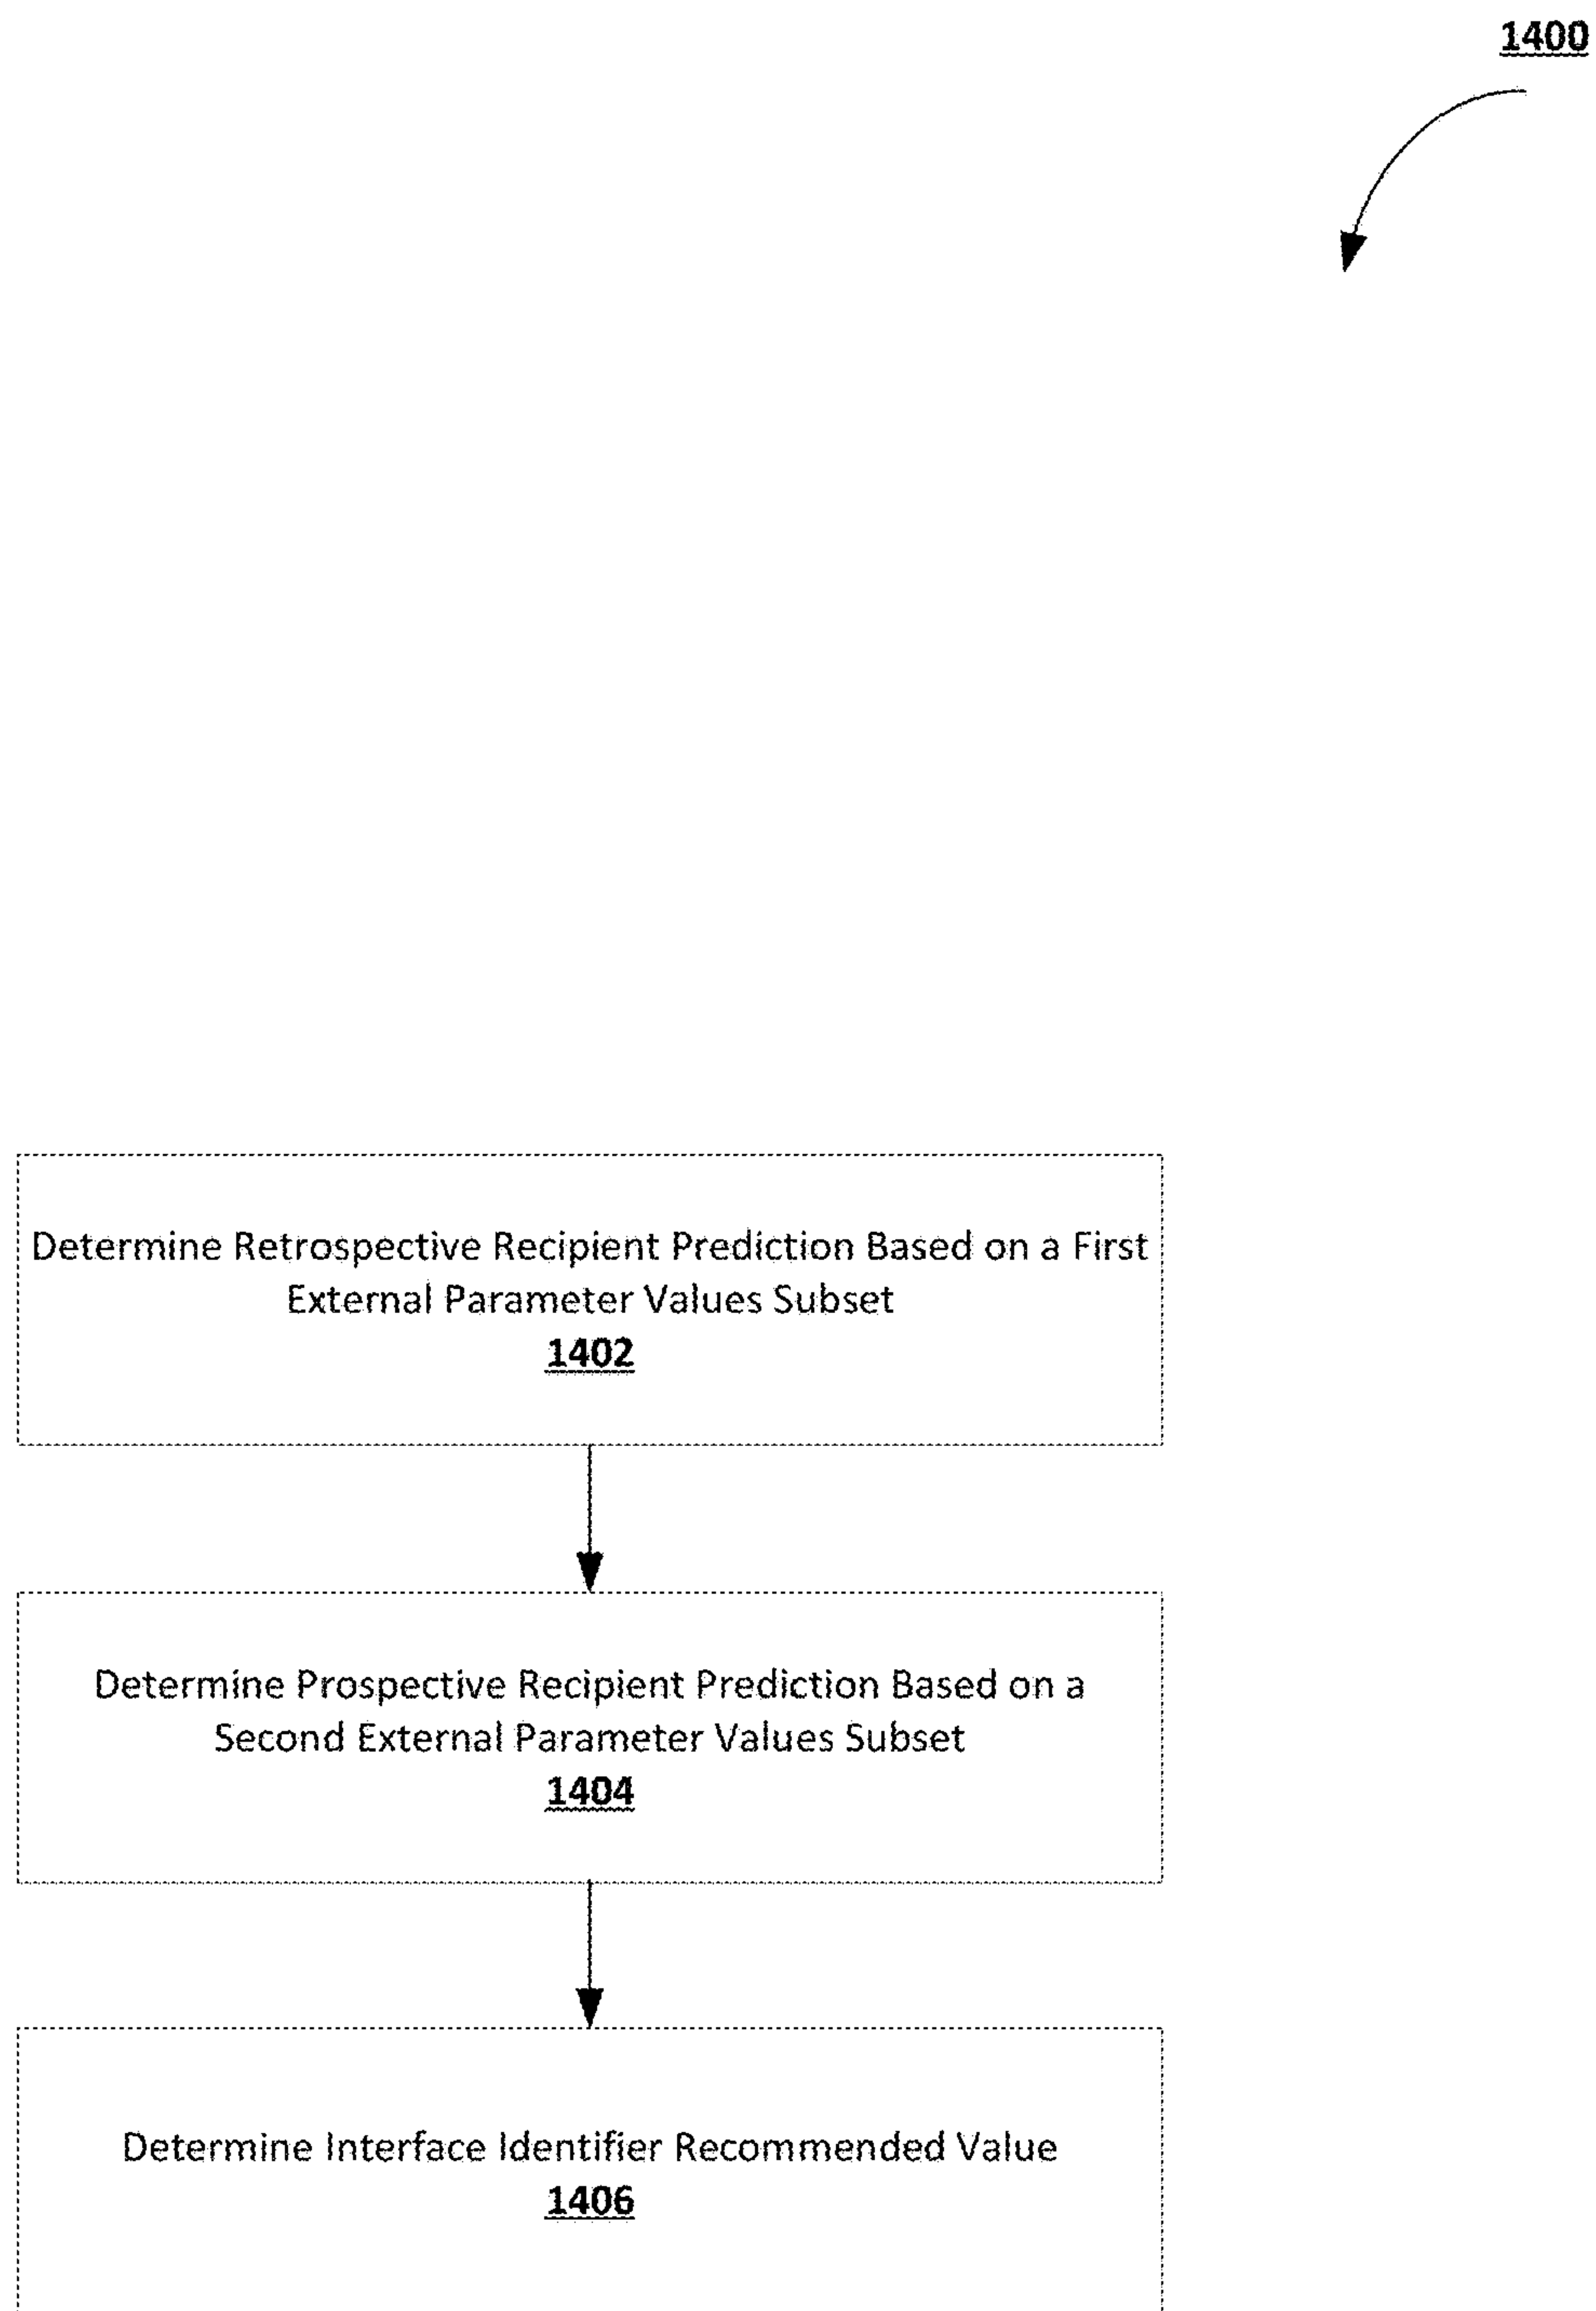 1400
Determine Retrospective Recipient Prediction Based on a First
External Parameter Values Subset
1402
Determine Prospective Recipient Prediction Based on a
Second External Parameter Values Subset
1404
Determine Interface Identifier Recommended Value
1406